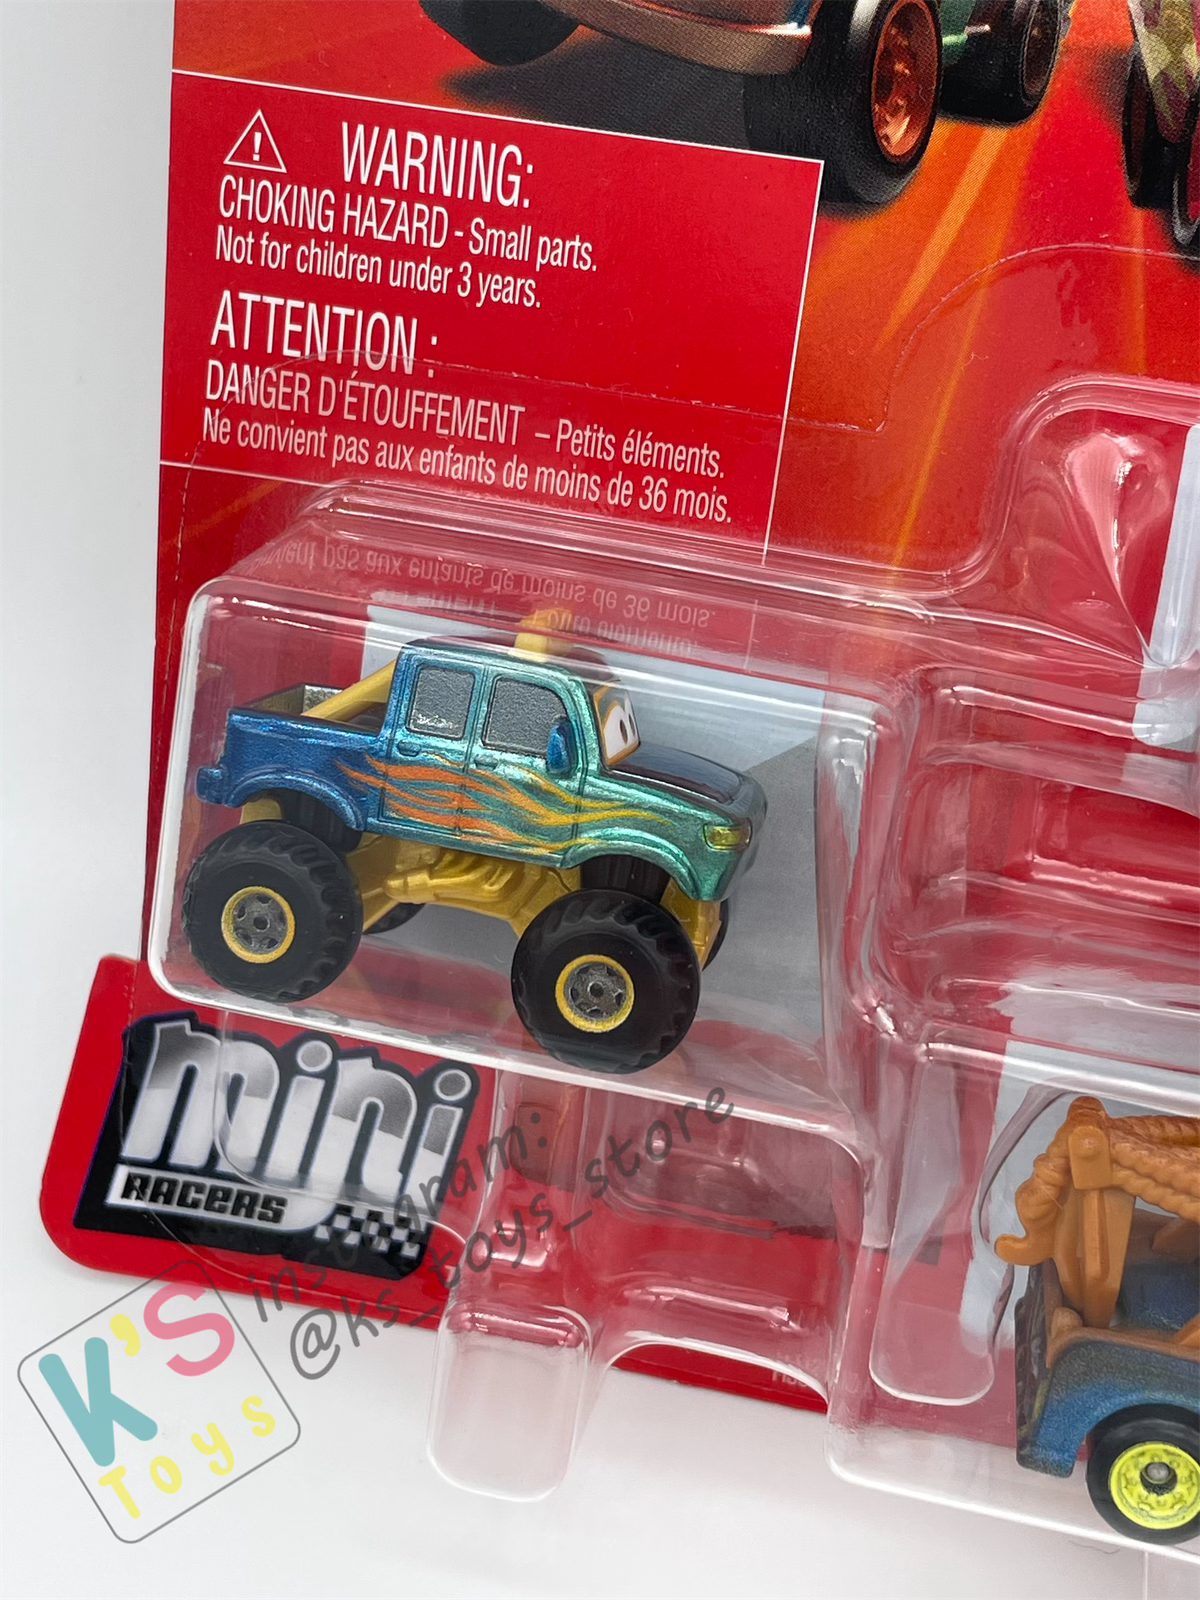 WARNING:
CHOKING HAZARD - Small parts.
Not for children under 3 years.
ATTENTION :
DANGER D'ÉTOUFFEMENT – Petits éléments.
Ne convient pas aux enfants de moins de 36 mois.
mini
RACERS
instagram:
@ks_toys_store
K'S
Toys